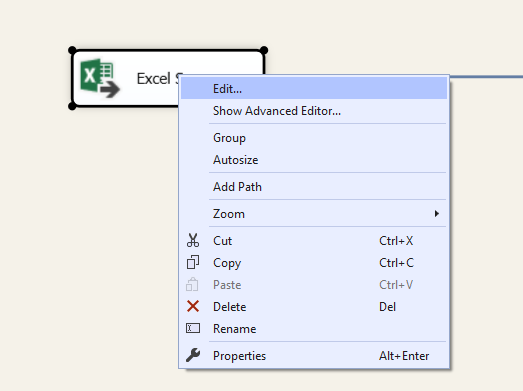 Excel S
Edit...
Show Advanced Editor...
Group
Autosize
Add Path
Zoom
Cut Ctrl+X
Copy Ctrl+C
Paste Ctrl+V
Delete Del
Rename
Properties Alt+Enter